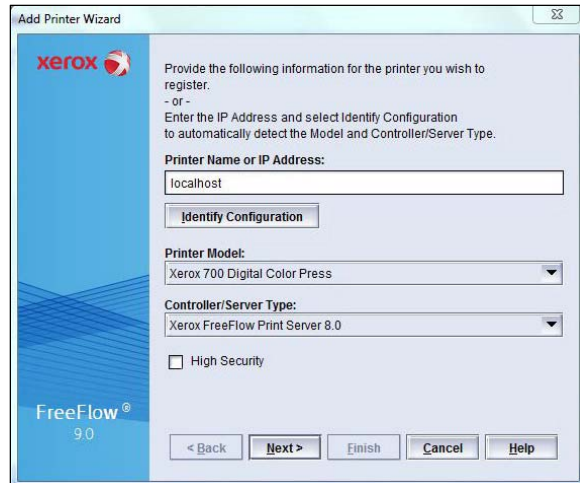 Add Printer Wizard
xerox
Provide the following information for the printer you wish to
register.
- or -
Enter the IP Address and select Identify Configuration
to automatically detect the Model and Controller/Server Type.
Printer Name or IP Address:
localhost
Identify Configuration
Printer Model:
Xerox 700 Digital Color Press
Controller/Server Type:
Xerox FreeFlow Print Server 8.0
High Security
FreeFlow ®
9.0
< Back Next > Finish Cancel Help